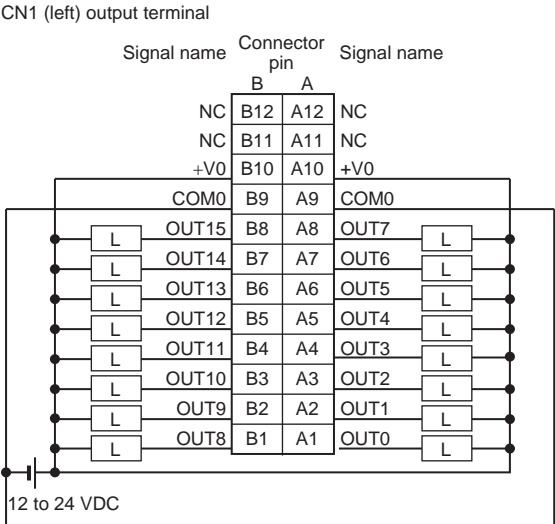 CN1 (left) output terminal
Signal name Connector pin Signal name
B A
NC B12 A12 NC
NC B11 A11 NC
+V0 B10 A10 +V0
COM0 B9 A9 COM0
L OUT15 B8 A8 OUT7 L
L OUT14 B7 A7 OUT6 L
L OUT13 B6 A6 OUT5 L
L OUT12 B5 A5 OUT4 L
L OUT11 B4 A4 OUT3 L
L OUT10 B3 A3 OUT2 L
L OUT9 B2 A2 OUT1 L
L OUT8 B1 A1 OUT0 L
12 to 24 VDC